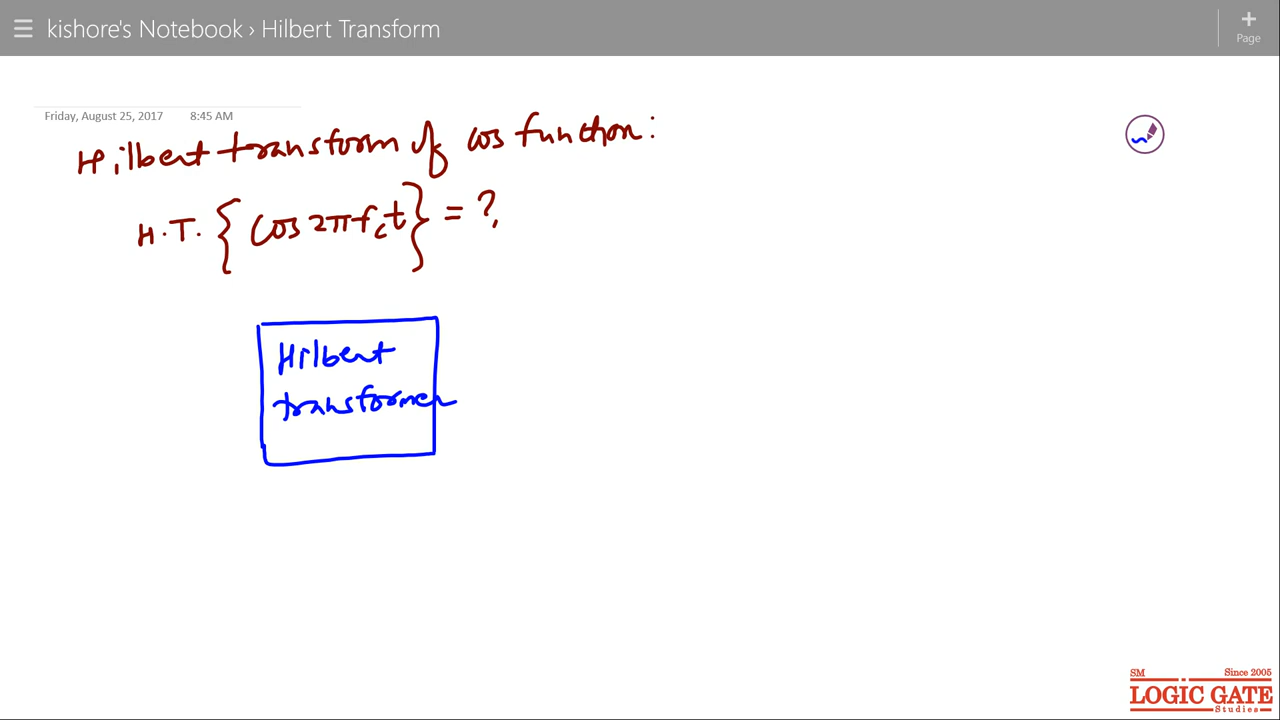 kishore's Notebook › Hilbert Transform
+
Page
Friday, August 25, 2017 8:45 AM
Hilbert transform of cos function:
H.T. { cos 2πf_c t } = ?
Hilbert
transformer
SM Since 2005
LOGIC GATE
Studies